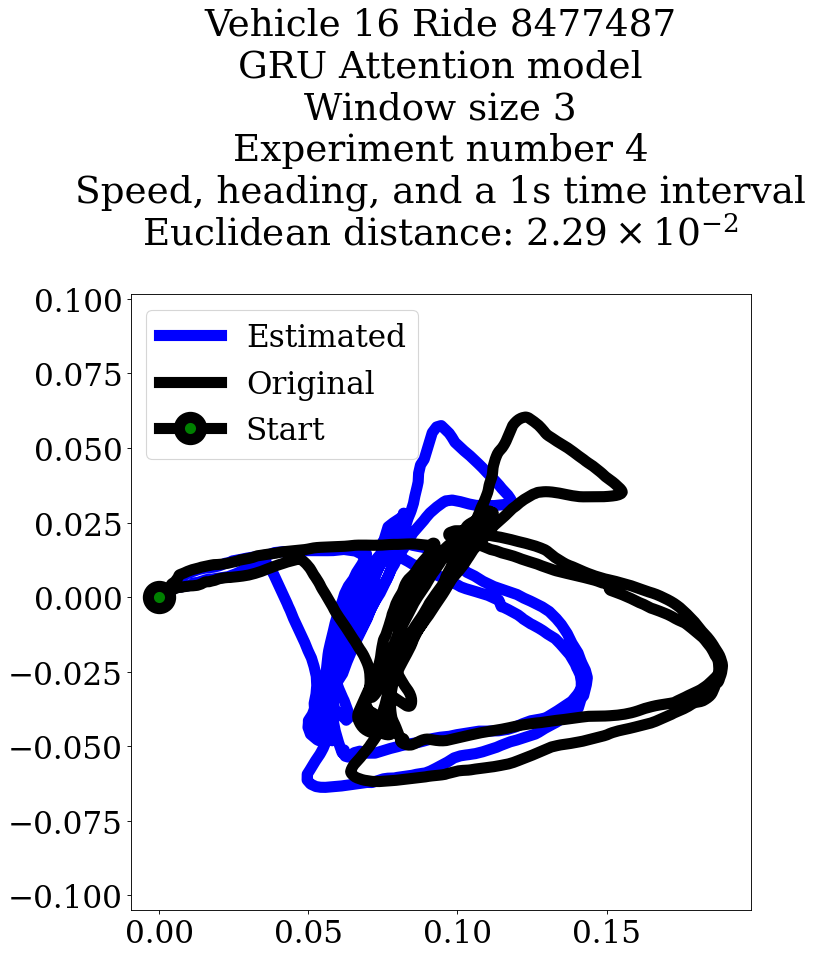 Vehicle 16 Ride 8477487
GRU Attention model
Window size 3
Experiment number 4
Speed, heading, and a 1s time interval
Euclidean distance: 2.29 × 10⁻²
0.100
0.075
0.050
0.025
0.000
−0.025
−0.050
−0.075
−0.100
Estimated
Original
Start
0.00 0.05 0.10 0.15